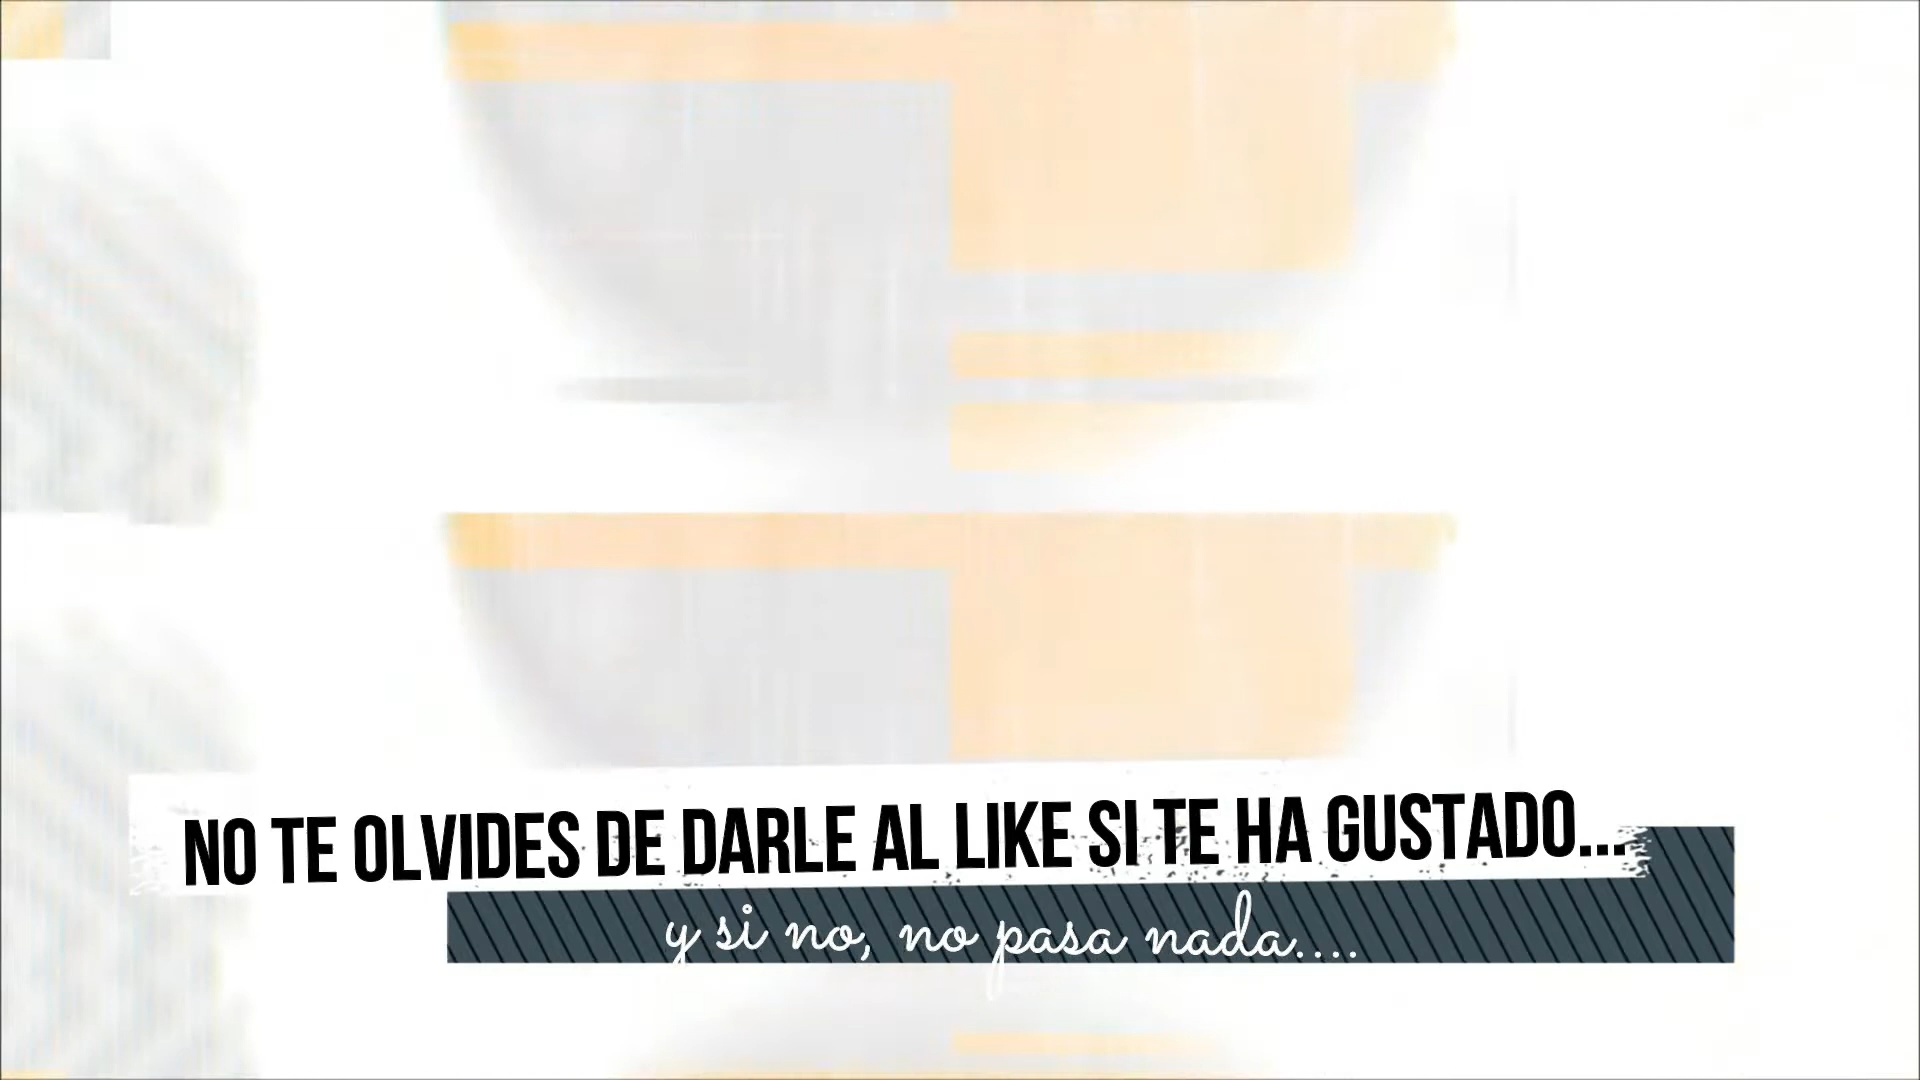 NO TE OLVIDES DE DARLE AL LIKE SI TE HA GUSTADO...
y si no, no pasa nada....